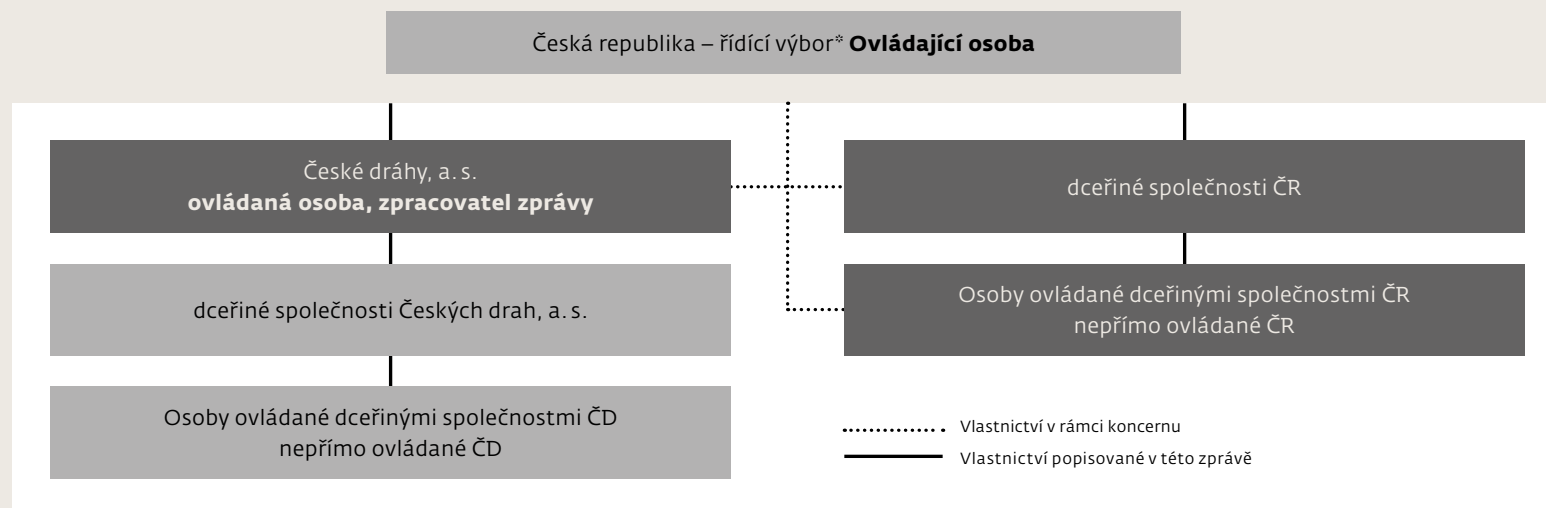 Česká republika – řídící výbor* Ovládající osoba
České dráhy, a. s.
ovládaná osoba, zpracovatel zprávy
dceřiné společnosti ČR
dceřiné společnosti Českých drah, a. s.
Osoby ovládané dceřinými společnostmi ČR
nepřímo ovládané ČR
Osoby ovládané dceřinými společnostmi ČD
nepřímo ovládané ČD
Vlastnictví v rámci koncernu
Vlastnictví popisované v této zprávě